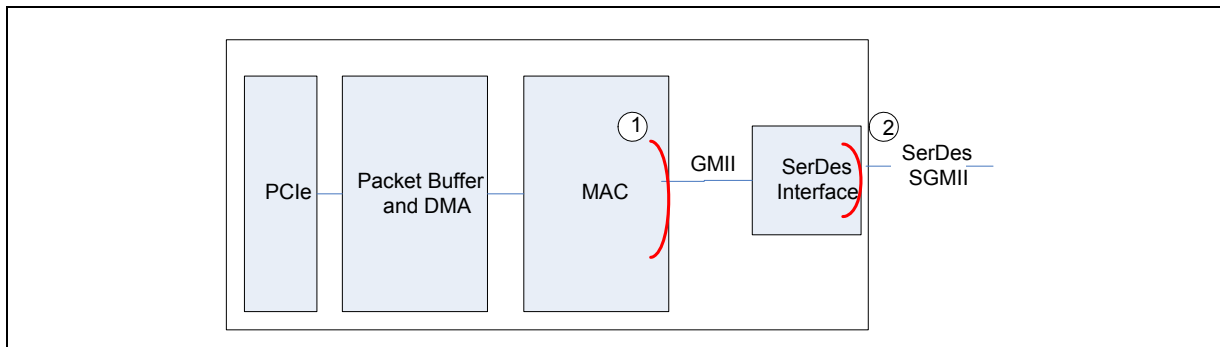 1
2
PCIe
Packet Buffer
and DMA
MAC
GMII
SerDes
Interface
SerDes
SGMII